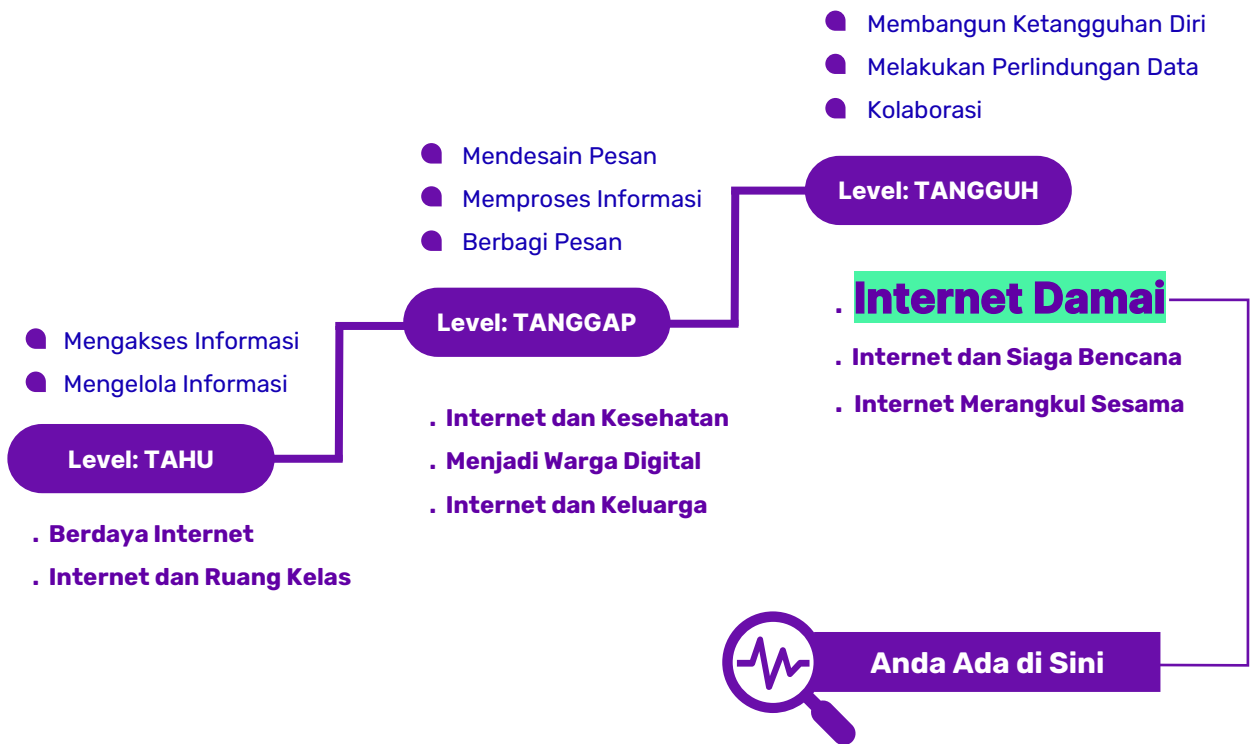 Membangun Ketangguhan Diri
Melakukan Perlindungan Data
Kolaborasi
Level: TANGGUH
. Internet Damai
. Internet dan Siaga Bencana
. Internet Merangkul Sesama
Mendesain Pesan
Memproses Informasi
Berbagi Pesan
Level: TANGGAP
. Internet dan Kesehatan
. Menjadi Warga Digital
. Internet dan Keluarga
Mengakses Informasi
Mengelola Informasi
Level: TAHU
. Berdaya Internet
. Internet dan Ruang Kelas
Anda Ada di Sini